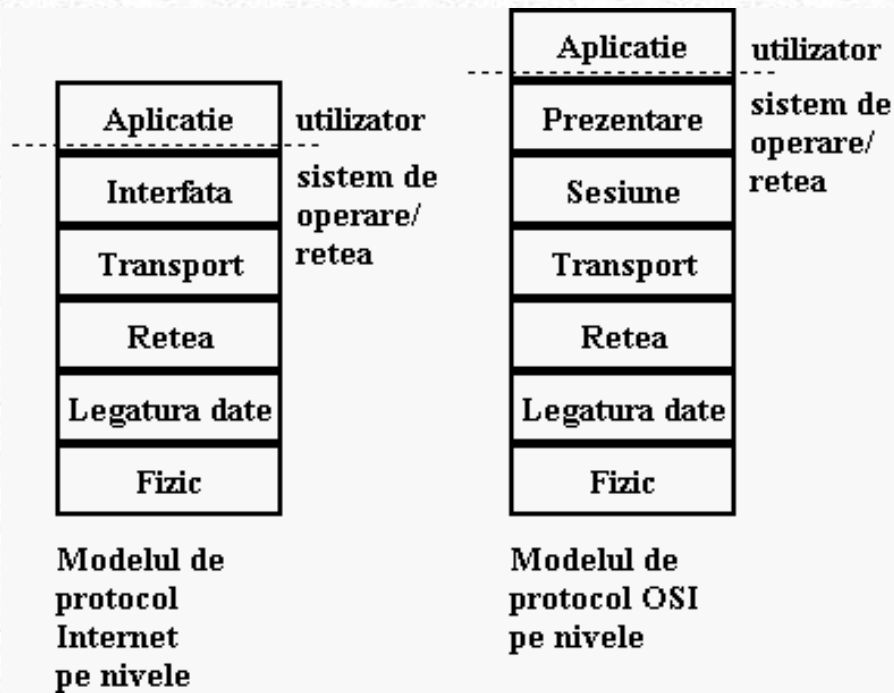 Aplicatie
utilizator
Interfata
sistem de
operare/
retea
Transport
Retea
Legatura date
Fizic
Modelul de
protocol
Internet
pe nivele
Aplicatie
utilizator
Prezentare
sistem de
operare/
retea
Sesiune
Transport
Retea
Legatura date
Fizic
Modelul de
protocol OSI
pe nivele